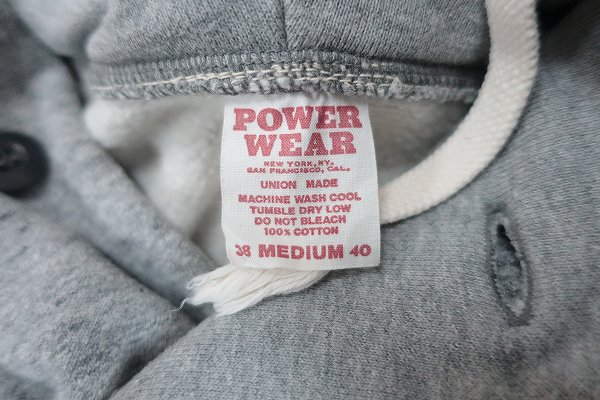 POWER
WEAR
NEW YORK, NY.
SAN FRANCISCO, CAL.
UNION MADE
MACHINE WASH COOL
TUMBLE DRY LOW
DO NOT BLEACH
100% COTTON
38 MEDIUM 40